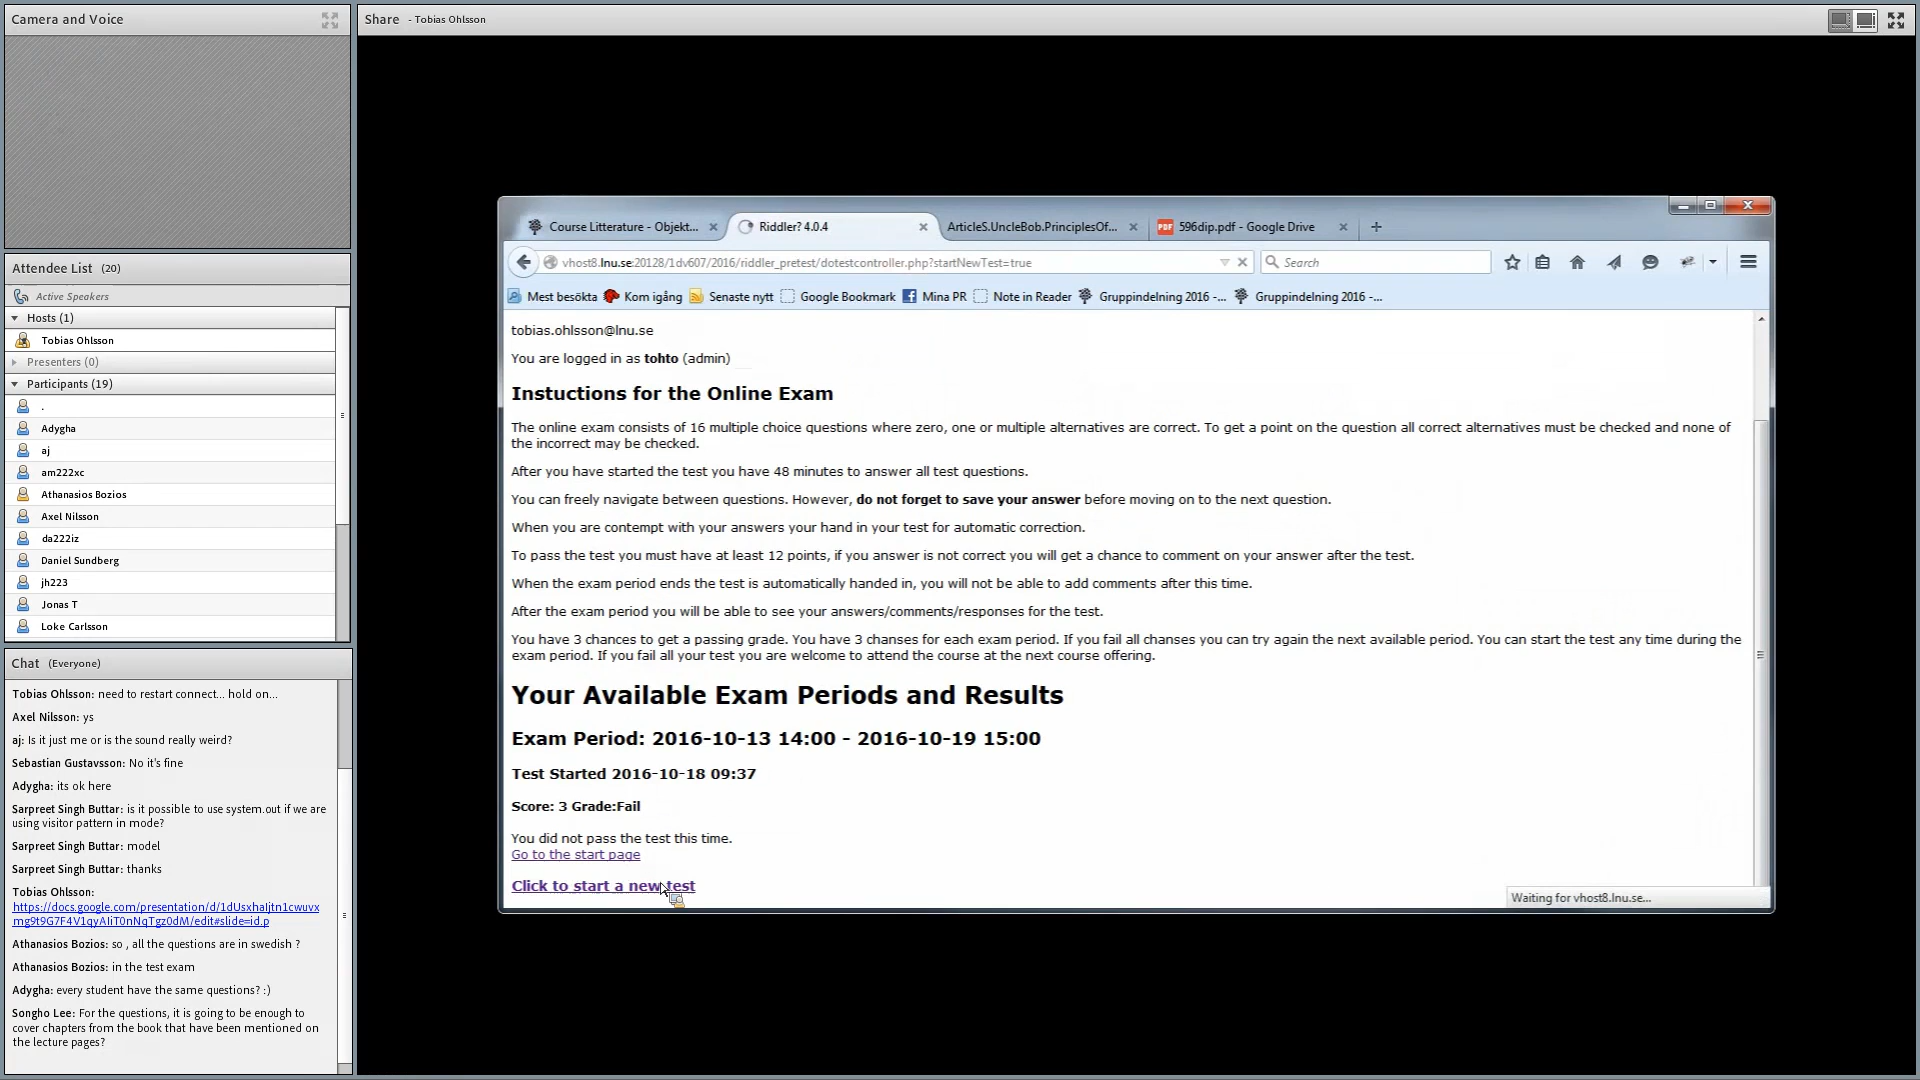 Camera and Voice
Attendee List (20)
Active Speakers
Hosts (1)
Tobias Ohlsson
Presenters (0)
Participants (19)
.
Adygha
aj
am222xc
Athanasios Bozios
Axel Nilsson
da222iz
Daniel Sundberg
jh223
Jonas T
Loke Carlsson
Chat (Everyone)
Tobias Ohlsson: need to restart connect... hold on...
Axel Nilsson: ys
aj: Is it just me or is the sound really weird?
Sebastian Gustavsson: No it's fine
Adygha: its ok here
Sarpreet Singh Buttar: is it possible to use system.out if we are
using visitor pattern in mode?
Sarpreet Singh Buttar: model
Sarpreet Singh Buttar: thanks
Tobias Ohlsson:
Athanasios Bozios: so , all the questions are in swedish ?
Athanasios Bozios: in the test exam
Adygha: every student have the same questions? :)
Songho Lee: For the questions, it is going to be enough to
cover chapters from the book that have been mentioned on
the lecture pages?
Share - Tobias Ohlsson
Course Litterature - Objekt...
Riddler? 4.0.4
ArticleS.UncleBob.PrinciplesOf...
PDF 596dip.pdf - Google Drive
vhost8.lnu.se:20128/1dv607/2016/riddler_pretest/dotestcontroller.php?startNewTest=true
Search
Mest besökta Kom igång Senaste nytt Google Bookmark Mina PR Note in Reader Gruppindelning 2016 -... Gruppindelning 2016 -...
tobias.ohlsson@lnu.se
You are logged in as tohto (admin)
Instuctions for the Online Exam
The online exam consists of 16 multiple choice questions where zero, one or multiple alternatives are correct. To get a point on the question all correct alternatives must be checked and none of
the incorrect may be checked.
After you have started the test you have 48 minutes to answer all test questions.
You can freely navigate between questions. However, do not forget to save your answer before moving on to the next question.
When you are contempt with your answers your hand in your test for automatic correction.
To pass the test you must have at least 12 points, if you answer is not correct you will get a chance to comment on your answer after the test.
When the exam period ends the test is automatically handed in, you will not be able to add comments after this time.
After the exam period you will be able to see your answers/comments/responses for the test.
You have 3 chances to get a passing grade. You have 3 chanses for each exam period. If you fail all chanses you can try again the next available period. You can start the test any time during the
exam period. If you fail all your test you are welcome to attend the course at the next course offering.
Your Available Exam Periods and Results
Exam Period: 2016-10-13 14:00 - 2016-10-19 15:00
Test Started 2016-10-18 09:37
Score: 3 Grade:Fail
You did not pass the test this time.
Go to the start page
Click to start a new test
Waiting for vhost8.lnu.se...